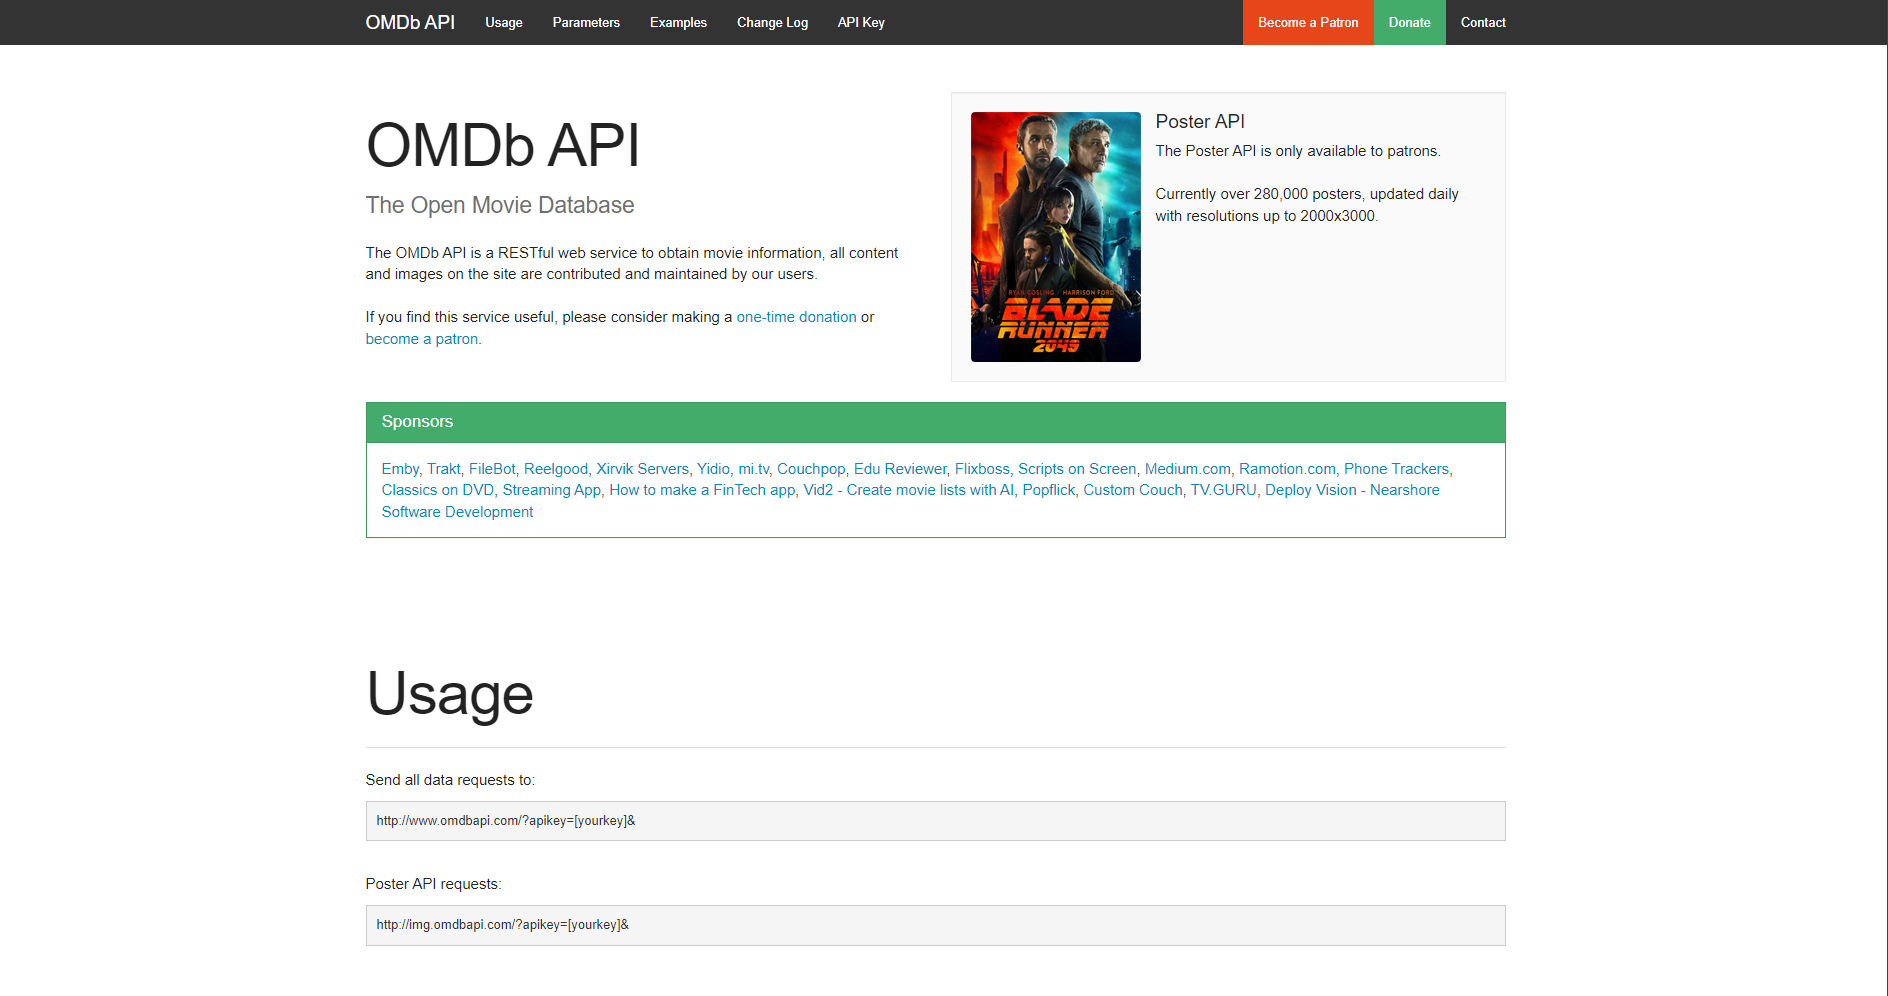 OMDb API Usage Parameters Examples Change Log API Key Become a Patron Donate Contact
OMDb API
The Open Movie Database
The OMDb API is a RESTful web service to obtain movie information, all content
and images on the site are contributed and maintained by our users.
If you find this service useful, please consider making a one-time donation or
become a patron.
RYAN GOSLING / HARRISON FORD
BLADE
RUNNER
2049
Poster API
The Poster API is only available to patrons.
Currently over 280,000 posters, updated daily
with resolutions up to 2000x3000.
Sponsors
Emby, Trakt, FileBot, Reelgood, Xirvik Servers, Yidio, mi.tv, Couchpop, Edu Reviewer, Flixboss, Scripts on Screen, Medium.com, Ramotion.com, Phone Trackers,
Classics on DVD, Streaming App, How to make a FinTech app, Vid2 - Create movie lists with AI, Popflick, Custom Couch, TV.GURU, Deploy Vision - Nearshore
Software Development
Usage
Send all data requests to:
http://www.omdbapi.com/?apikey=[yourkey]&
Poster API requests:
http://img.omdbapi.com/?apikey=[yourkey]&